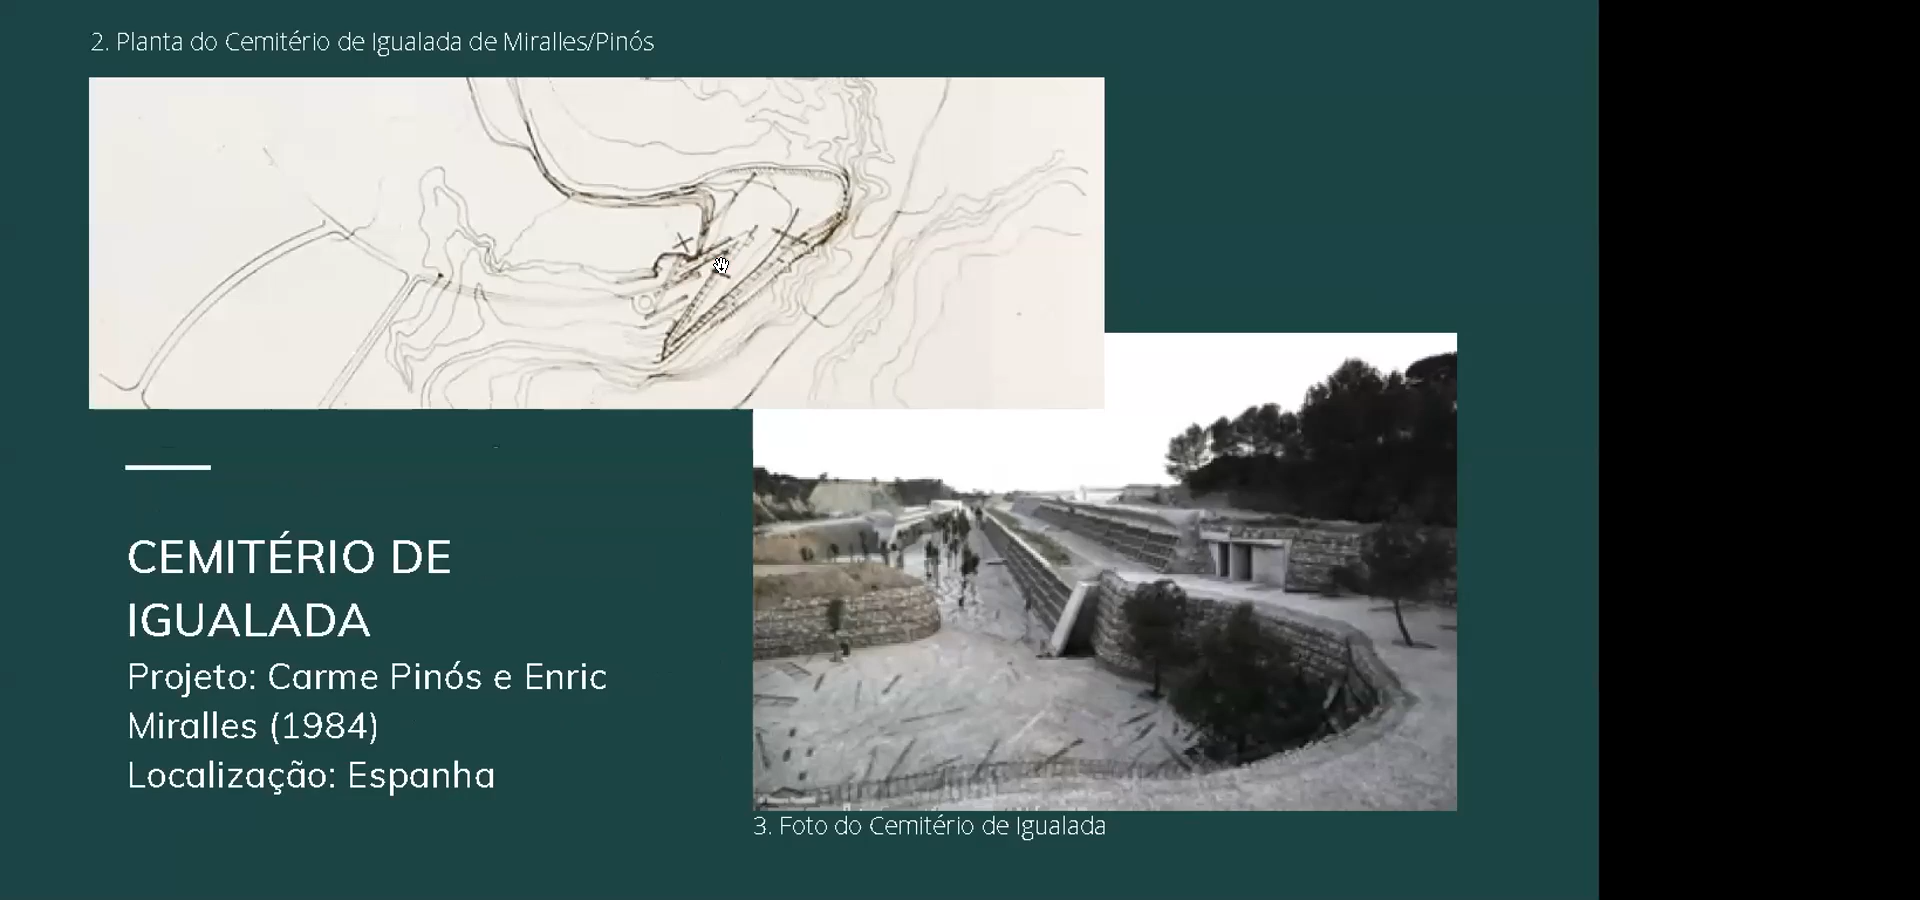 2. Planta do Cemitério de Igualada de Miralles/Pinós
CEMITÉRIO DE
IGUALADA
Projeto: Carme Pinós e Enric
Miralles (1984)
Localização: Espanha
3. Foto do Cemitério de Igualada